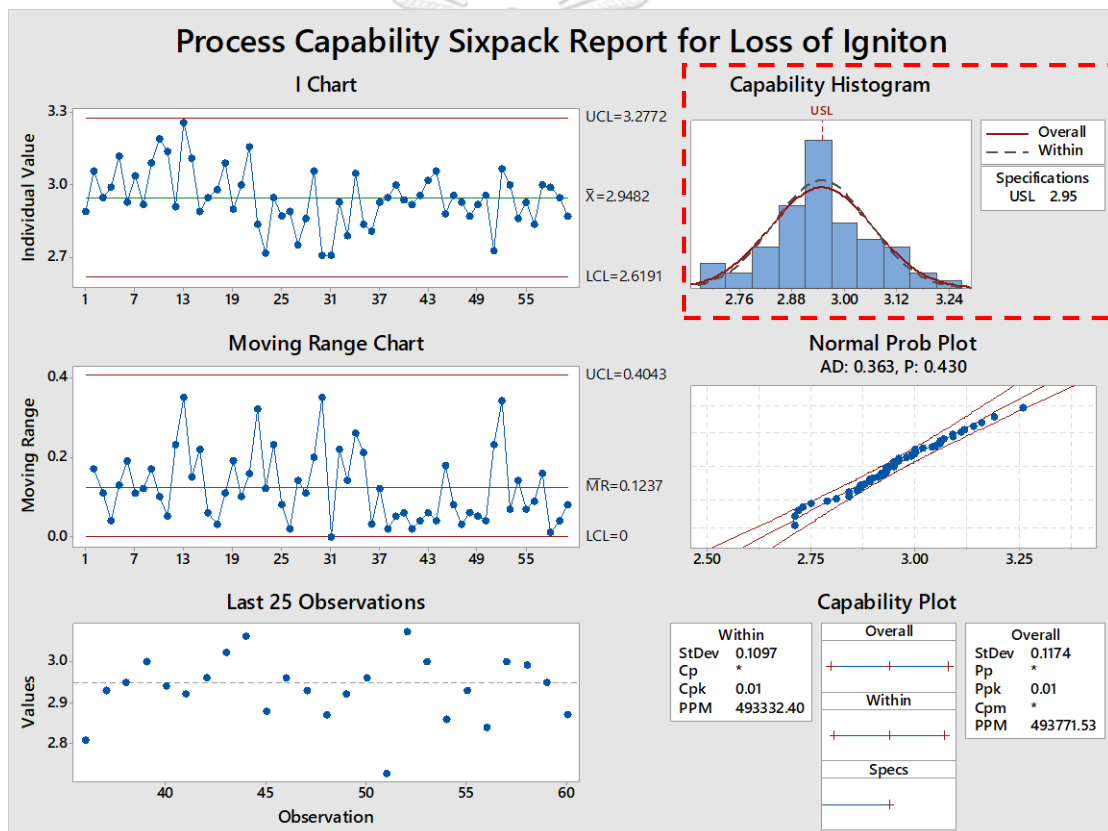 Process Capability Sixpack Report for Loss of Igniton
I Chart
Individual Value
3.3
3.0
2.7
UCL=3.2772
X̄=2.9482
LCL=2.6191
1 7 13 19 25 31 37 43 49 55
Capability Histogram
USL
2.76 2.88 3.00 3.12 3.24
Overall
Within
Specifications
USL 2.95
Moving Range Chart
Moving Range
0.4
0.2
0.0
UCL=0.4043
M̅R̅=0.1237
LCL=0
1 7 13 19 25 31 37 43 49 55
Normal Prob Plot
AD: 0.363, P: 0.430
2.50 2.75 3.00 3.25
Last 25 Observations
Values
3.0
2.9
2.8
40 45 50 55 60
Observation
Capability Plot
Within
StDev 0.1097
Cp *
Cpk 0.01
PPM 493332.40
Overall
Within
Specs
Overall
StDev 0.1174
Pp *
Ppk 0.01
Cpm *
PPM 493771.53